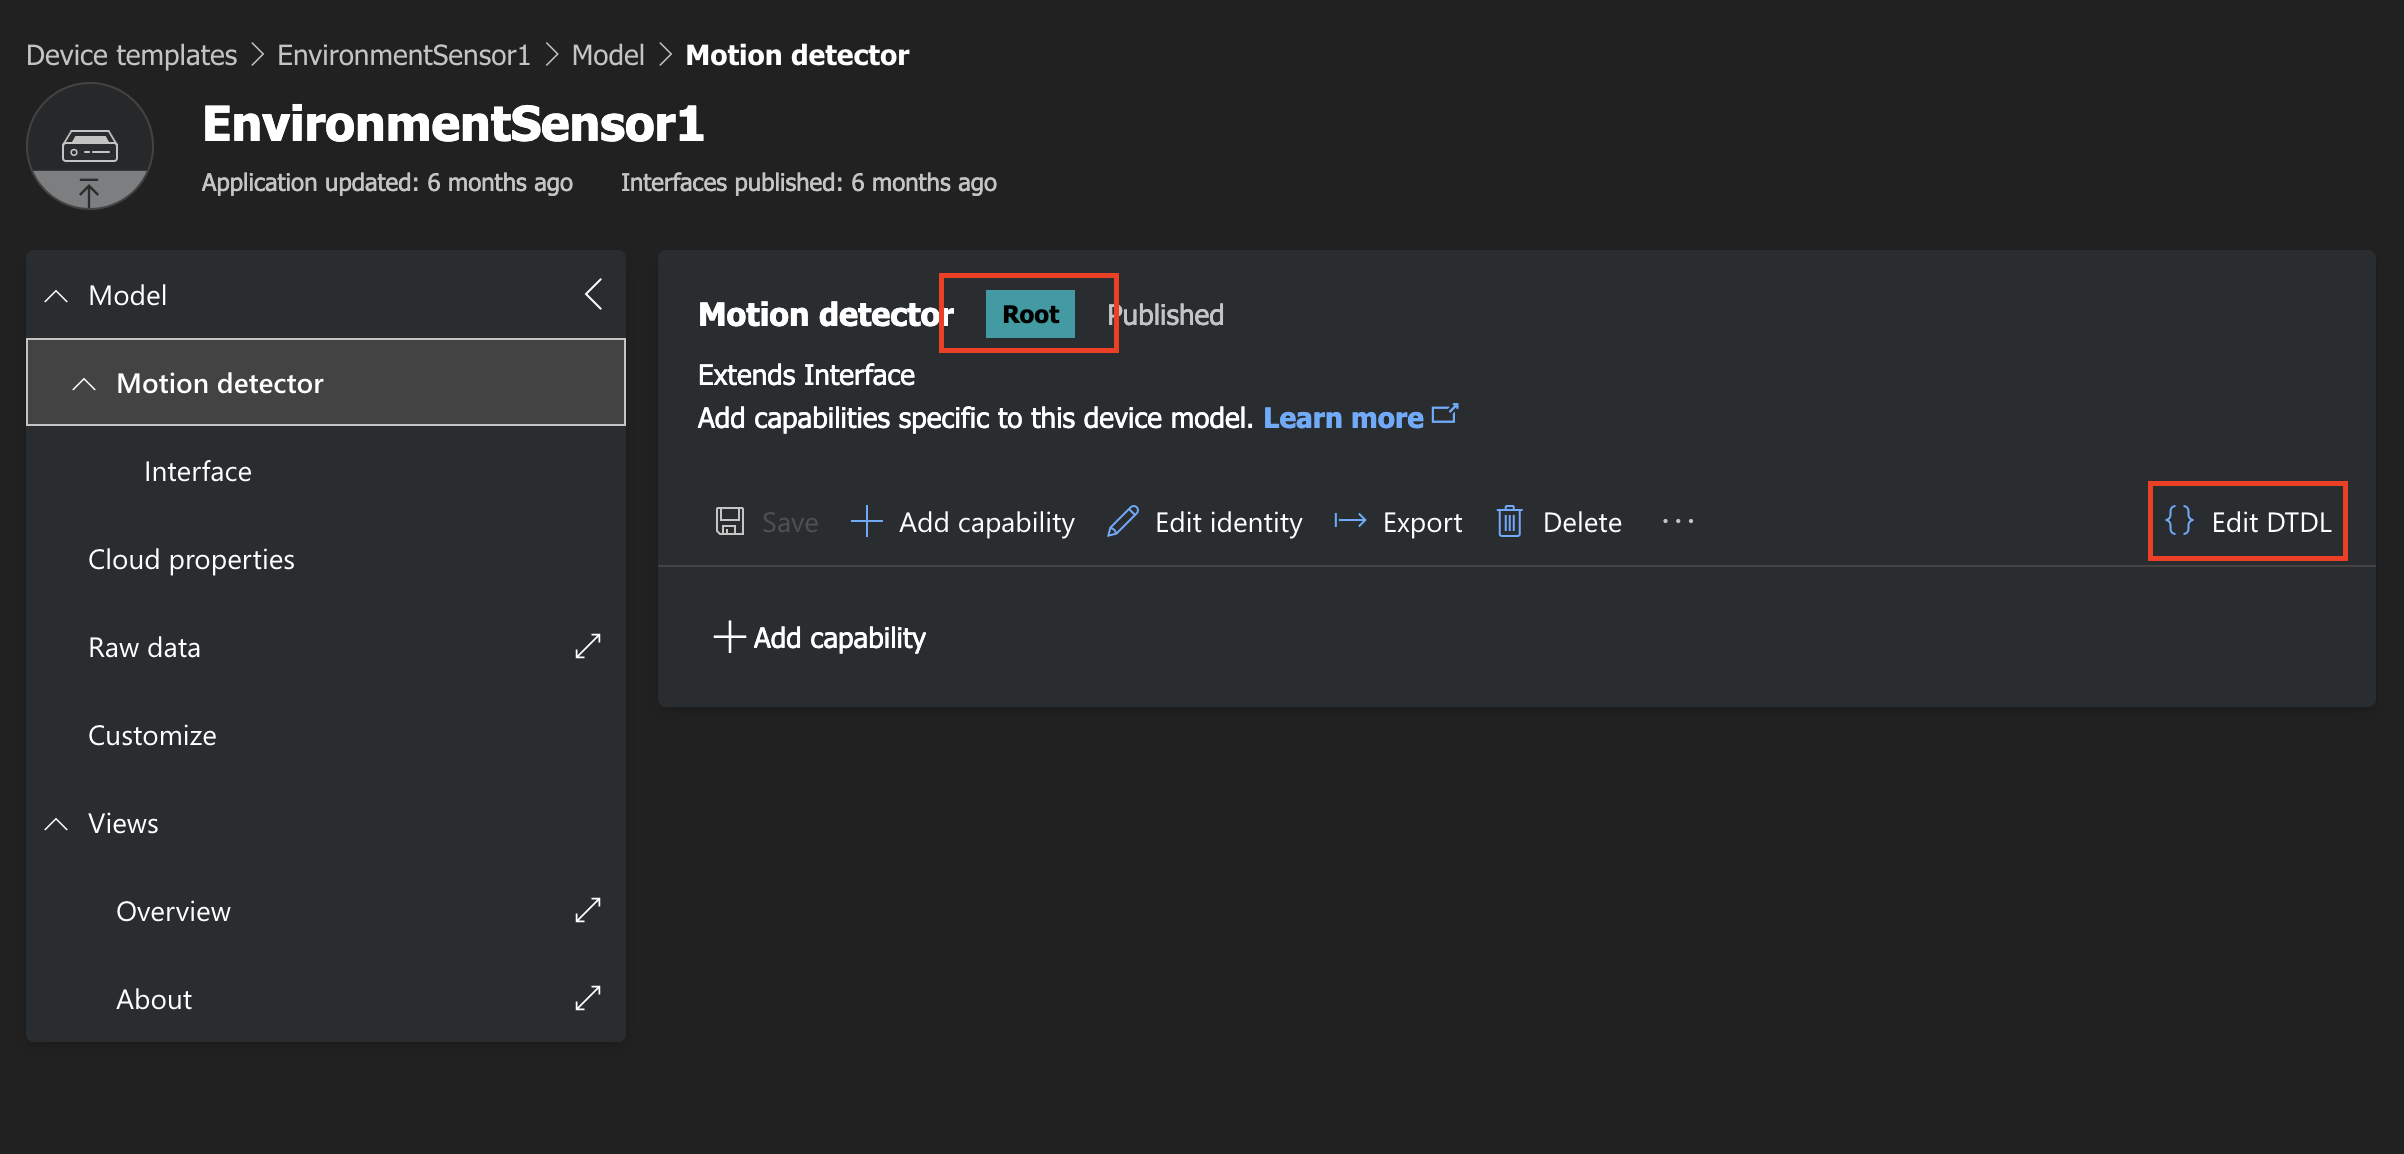 Device templates > EnvironmentSensor1 > Model > Motion detector
EnvironmentSensor1
Application updated: 6 months ago Interfaces published: 6 months ago
Model
Motion detector
Interface
Cloud properties
Raw data
Customize
Views
Overview
About
Motion detector Root Published
Extends Interface
Add capabilities specific to this device model. Learn more
Save Add capability Edit identity Export Delete ... {} Edit DTDL
+ Add capability